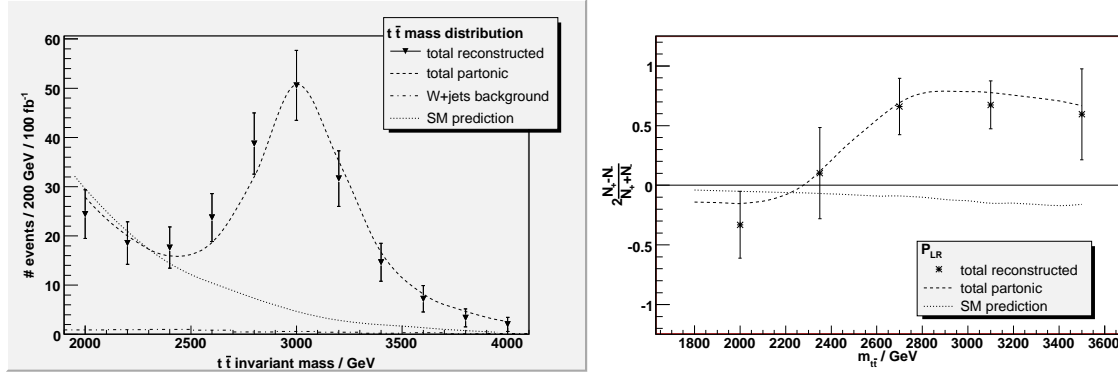 t t̄ mass distribution
total reconstructed
total partonic
W+jets background
SM prediction
# events / 200 GeV / 100 fb⁻¹
60
50
40
30
20
10
0
2000 2500 3000 3500 4000
t t̄ invariant mass / GeV
2 N₊-N₋ / N₊+N₋
1
0.5
0
-0.5
-1
P_LR
total reconstructed
total partonic
SM prediction
1800 2000 2200 2400 2600 2800 3000 3200 3400 3600
m_tt̄ / GeV